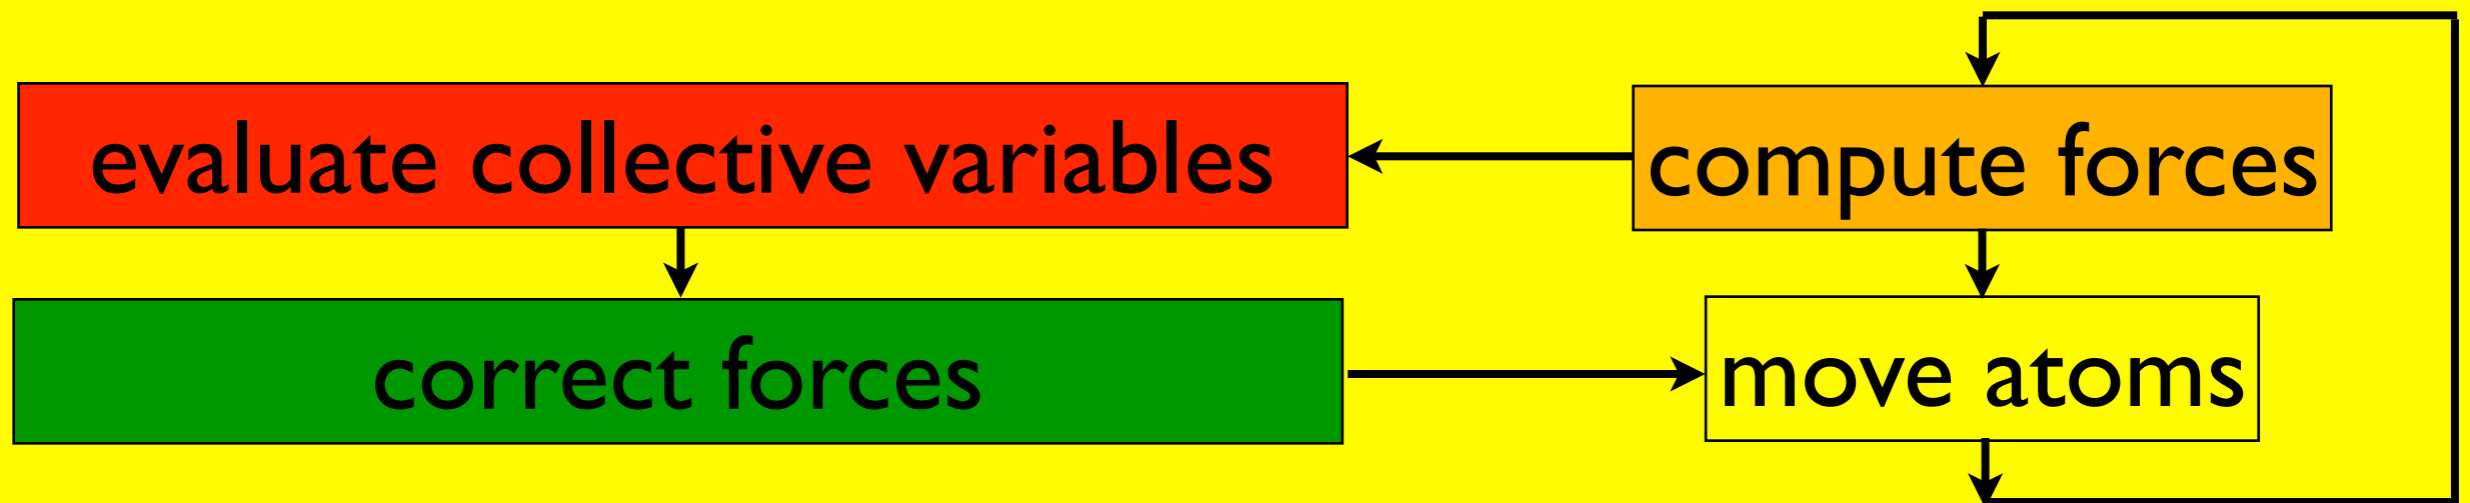 evaluate collective variables
compute forces
correct forces
move atoms